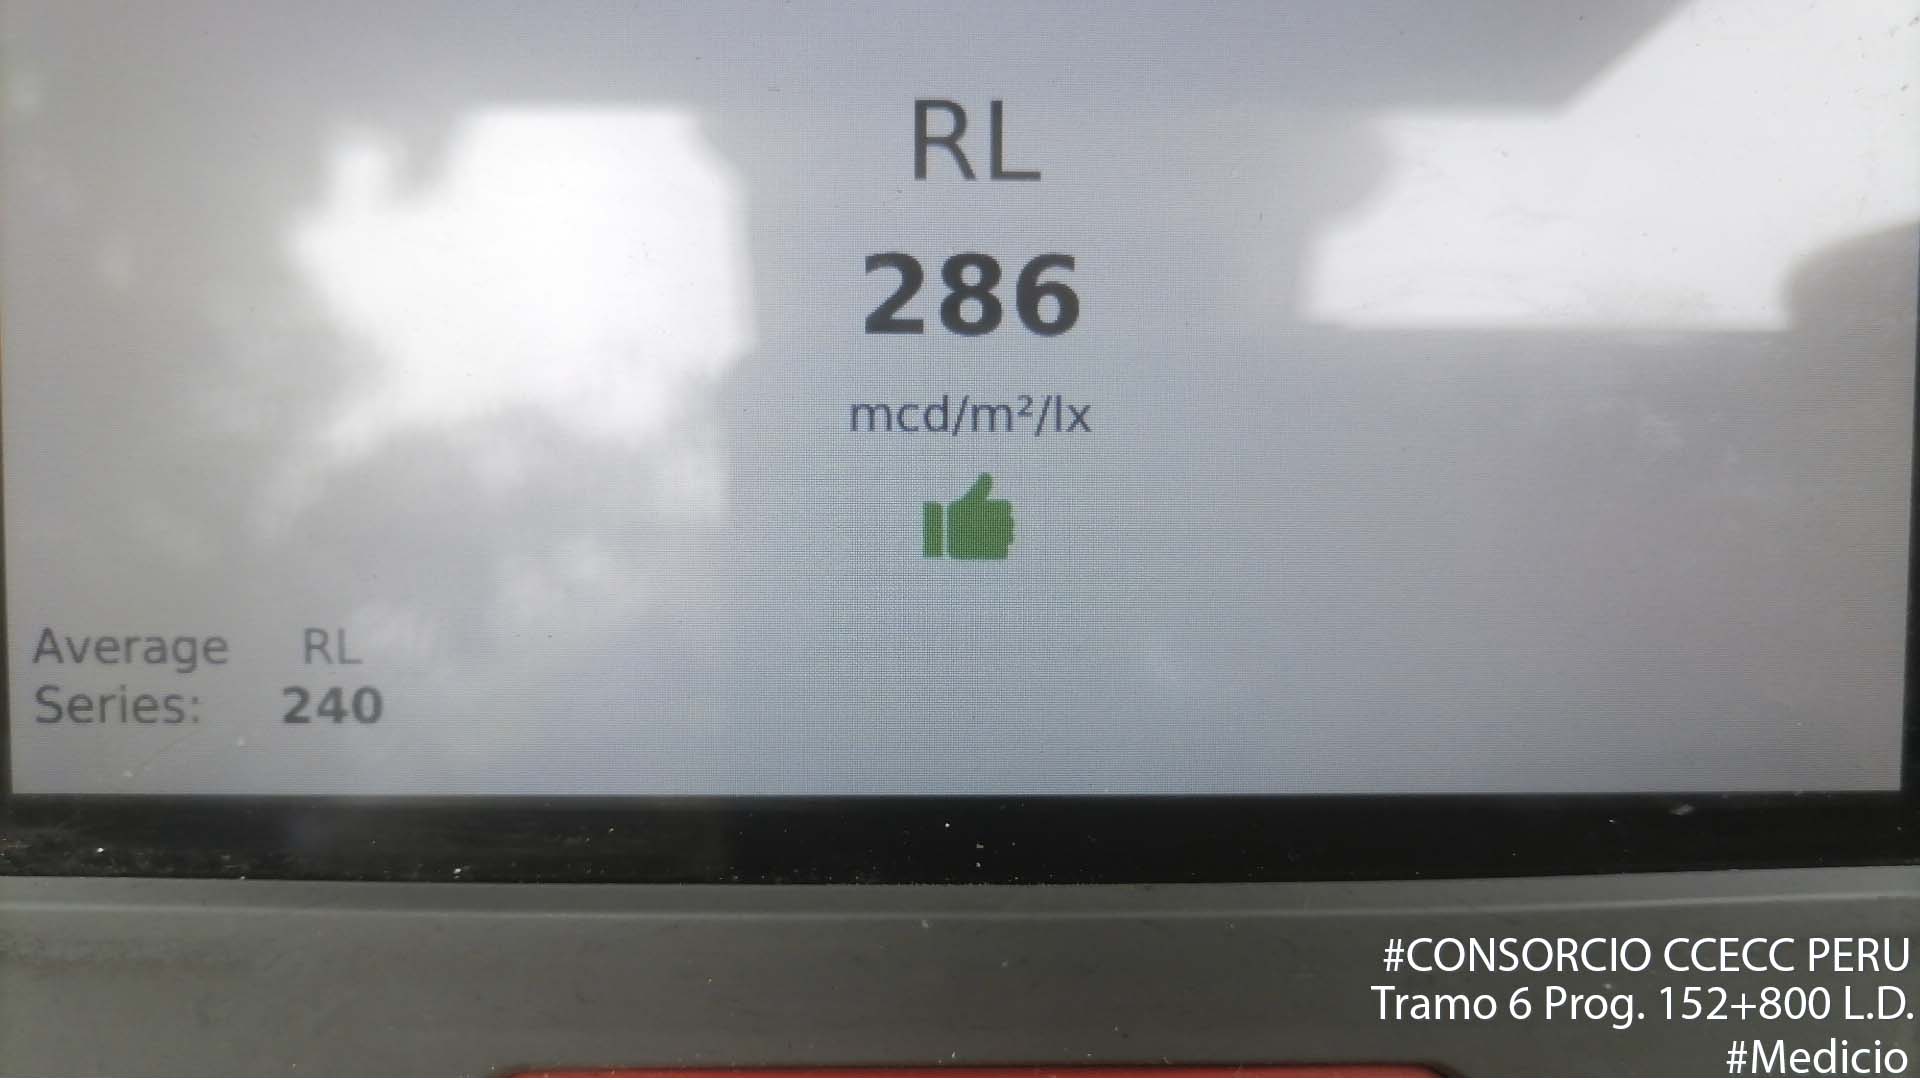 RL
286
mcd/m²/lx
Average RL
Series: 240
#CONSORCIO CCECC PERU
Tramo 6 Prog. 152+800 L.D.
#Medicio